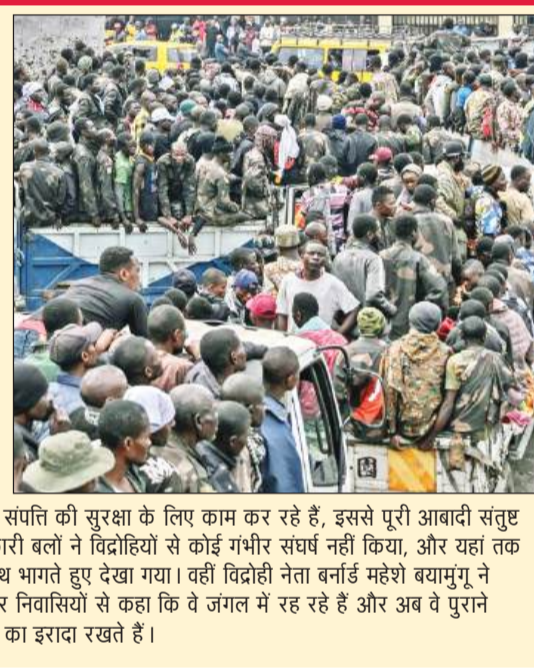 संपत्ति की सुरक्षा के लिए काम कर रहे हैं, इससे पूरी आबादी संतुष्ट
बलों ने विद्रोहियों से कोई गंभीर संघर्ष नहीं किया, और यहां तक
भागते हुए देखा गया। वहीं विद्रोही नेता बर्नार्ड महेशे बयामुंगू ने
निवासियों से कहा कि वे जंगल में रह रहे हैं और अब वे पुराने
का इरादा रखते हैं।